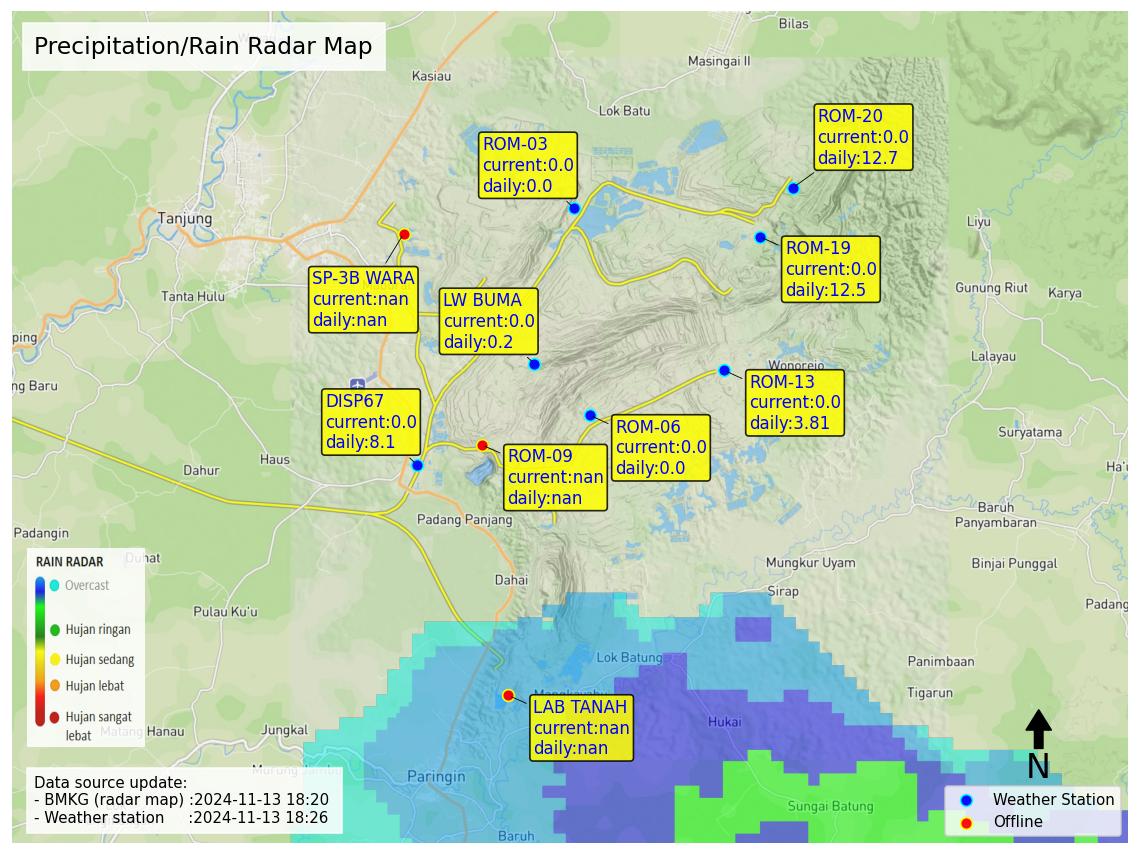 Precipitation/Rain Radar Map
Bilas
Masingai II
Kasiau
Lok Batu
ROM-20
current:0.0
daily:12.7
ROM-03
current:0.0
daily:0.0
Tanjung
Liyu
ROM-19
current:0.0
daily:12.5
SP-3B WARA
current:nan
daily:nan
LW BUMA
current:0.0
daily:0.2
Tanta Hulu
Gunung Riut
Karya
ping
Lalayau
Wonorejo
ng Baru
ROM-13
current:0.0
daily:3.81
DISP67
current:0.0
daily:8.1
ROM-06
current:0.0
daily:0.0
Suryatama
ROM-09
current:nan
daily:nan
Haus
Dahur
Ha'u
Baruh
Panyambaran
Padang Panjang
Padangin
Duhat
Mungkur Uyam
Binjai Punggal
RAIN RADAR
Overcast
Hujan ringan
Hujan sedang
Hujan lebat
Hujan sangat
lebat
Dahai
Sirap
Padang
Pulau Ku'u
Lok Batung
Panimbaan
Tigarun
LAB TANAH
current:nan
daily:nan
Hukai
Matang Hanau
Jungkal
Paringin
Sungai Batung
Baruh
N
Data source update:
- BMKG (radar map) :2024-11-13 18:20
- Weather station :2024-11-13 18:26
Weather Station
Offline